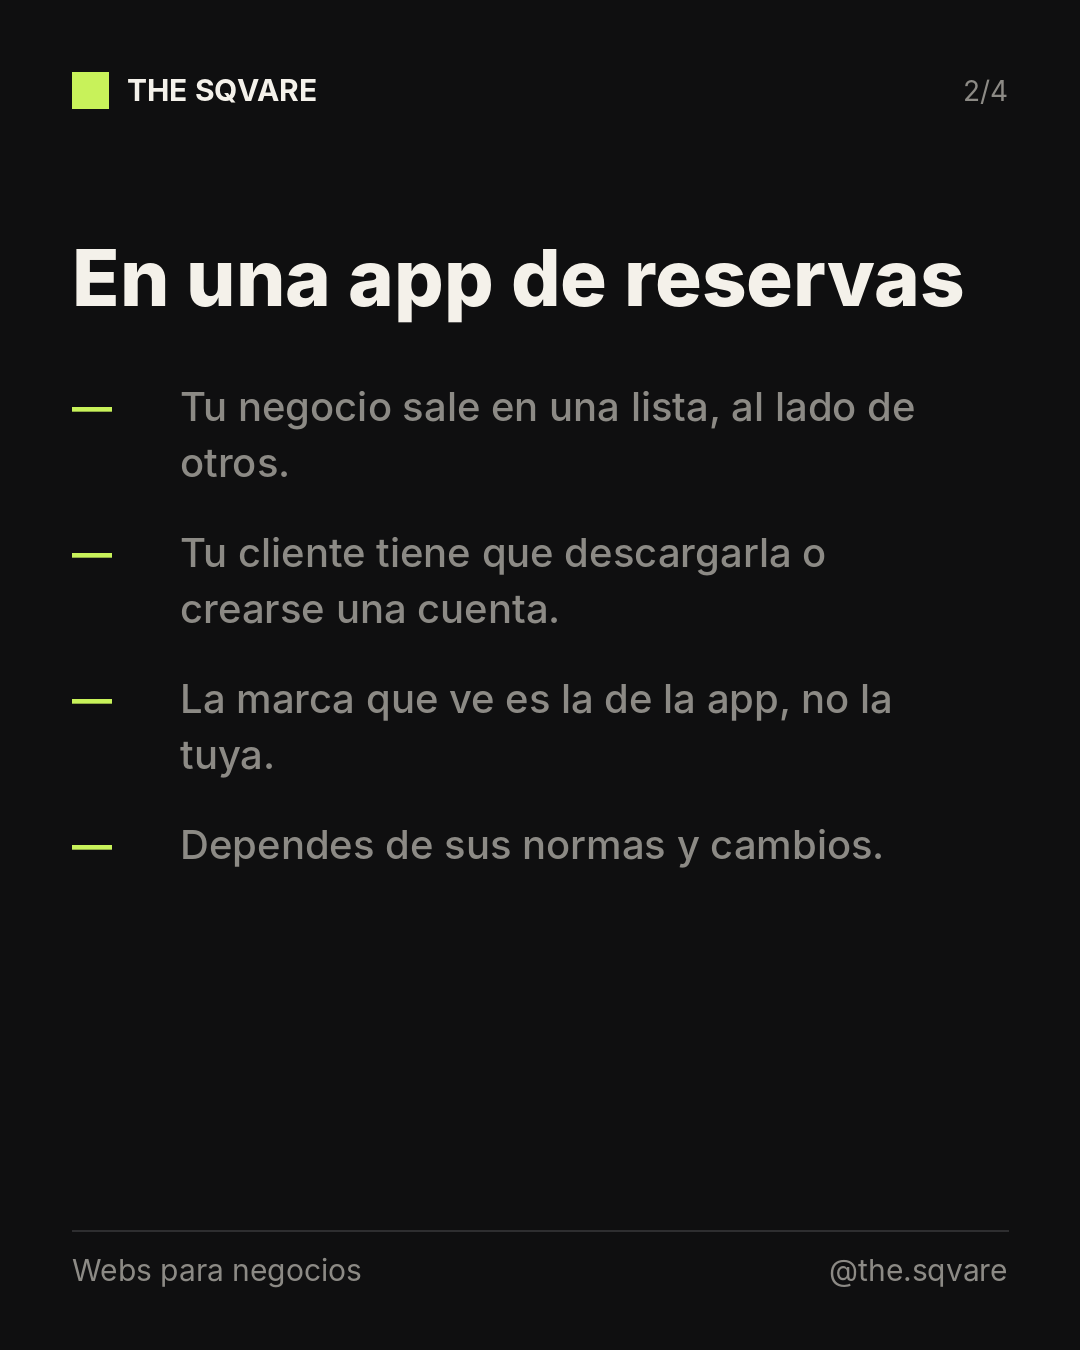 THE SQVARE
2/4
En una app de reservas
— Tu negocio sale en una lista, al lado de
otros.
— Tu cliente tiene que descargarla o
crearse una cuenta.
— La marca que ve es la de la app, no la
tuya.
— Dependes de sus normas y cambios.
Webs para negocios
@the.sqvare